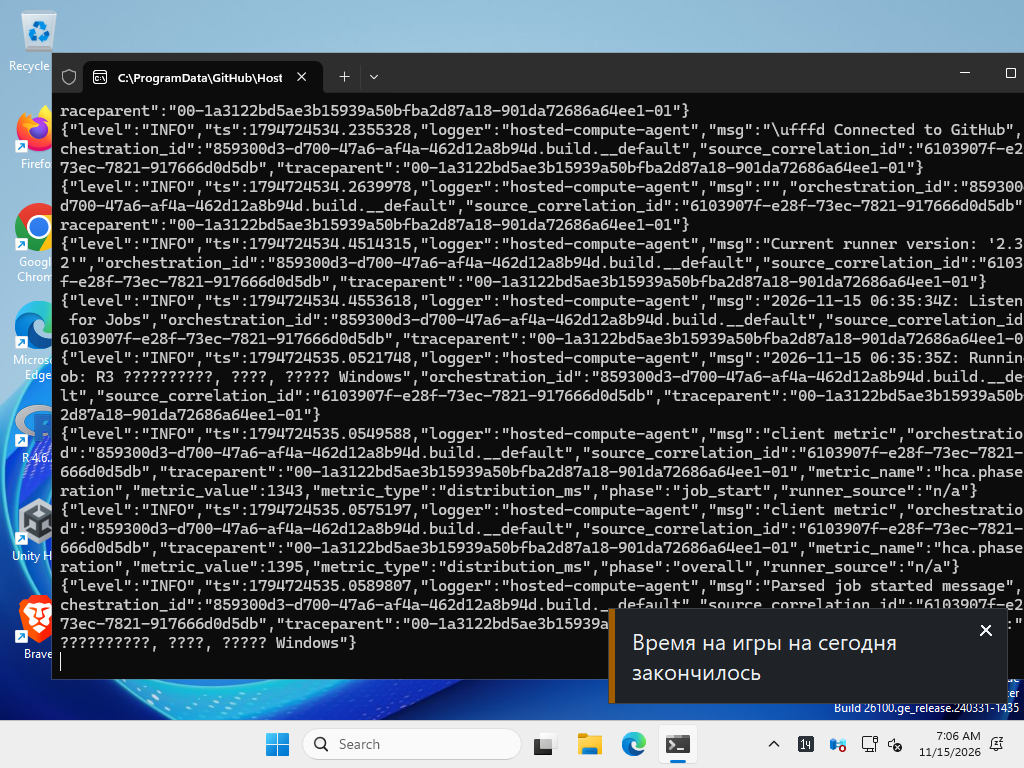 Recycle
Firefo
Googl
Chrom
Micros
Edge
R 4.6.
Unity H
Brave
C:\ProgramData\GitHub\Host
raceparent":"00-1a3122bd5ae3b15939a50bfba2d87a18-901da72686a64ee1-01"}
{"level":"INFO","ts":1794724534.2355328,"logger":"hosted-compute-agent","msg":"\ufffd Connected to GitHub",
chestration_id":"859300d3-d700-47a6-af4a-462d12a8b94d.build.__default","source_correlation_id":"6103907f-e2
73ec-7821-917666d0d5db","traceparent":"00-1a3122bd5ae3b15939a50bfba2d87a18-901da72686a64ee1-01"}
{"level":"INFO","ts":1794724534.2639978,"logger":"hosted-compute-agent","msg":"","orchestration_id":"859300
d700-47a6-af4a-462d12a8b94d.build.__default","source_correlation_id":"6103907f-e28f-73ec-7821-917666d0d5db"
raceparent":"00-1a3122bd5ae3b15939a50bfba2d87a18-901da72686a64ee1-01"}
{"level":"INFO","ts":1794724534.4514315,"logger":"hosted-compute-agent","msg":"Current runner version: '2.3
2'","orchestration_id":"859300d3-d700-47a6-af4a-462d12a8b94d.build.__default","source_correlation_id":"6103
f-e28f-73ec-7821-917666d0d5db","traceparent":"00-1a3122bd5ae3b15939a50bfba2d87a18-901da72686a64ee1-01"}
{"level":"INFO","ts":1794724534.4553618,"logger":"hosted-compute-agent","msg":"2026-11-15 06:35:34Z: Listen
for Jobs","orchestration_id":"859300d3-d700-47a6-af4a-462d12a8b94d.build.__default","source_correlation_id
6103907f-e28f-73ec-7821-917666d0d5db","traceparent":"00-1a3122bd5ae3b15939a50bfba2d87a18-901da72686a64ee1-0
{"level":"INFO","ts":1794724535.0521748,"logger":"hosted-compute-agent","msg":"2026-11-15 06:35:35Z: Runnin
ob: R3 ??????????, ????, ????? Windows","orchestration_id":"859300d3-d700-47a6-af4a-462d12a8b94d.build.__de
lt","source_correlation_id":"6103907f-e28f-73ec-7821-917666d0d5db","traceparent":"00-1a3122bd5ae3b15939a50b
2d87a18-901da72686a64ee1-01"}
{"level":"INFO","ts":1794724535.0549588,"logger":"hosted-compute-agent","msg":"client metric","orchestratio
d":"859300d3-d700-47a6-af4a-462d12a8b94d.build.__default","source_correlation_id":"6103907f-e28f-73ec-7821-
666d0d5db","traceparent":"00-1a3122bd5ae3b15939a50bfba2d87a18-901da72686a64ee1-01","metric_name":"hca.phase
ration","metric_value":1343,"metric_type":"distribution_ms","phase":"job_start","runner_source":"n/a"}
{"level":"INFO","ts":1794724535.0575197,"logger":"hosted-compute-agent","msg":"client metric","orchestratio
d":"859300d3-d700-47a6-af4a-462d12a8b94d.build.__default","source_correlation_id":"6103907f-e28f-73ec-7821-
666d0d5db","traceparent":"00-1a3122bd5ae3b15939a50bfba2d87a18-901da72686a64ee1-01","metric_name":"hca.phase
ration","metric_value":1395,"metric_type":"distribution_ms","phase":"overall","runner_source":"n/a"}
{"level":"INFO","ts":1794724535.0589807,"logger":"hosted-compute-agent","msg":"Parsed job started message",
chestration_id":"859300d3-d700-47a6-af4a-462d12a8b94d.build.__default","source_correlation_id":"6103907f-e2
73ec-7821-917666d0d5db","traceparent":"00-1a3122bd5ae3b15939a
??????????, ????, ????? Windows"}
Время на игры на сегодня
закончилось
Build 26100.ge_release.240331-1435
Search
14
7:06 AM
11/15/2026